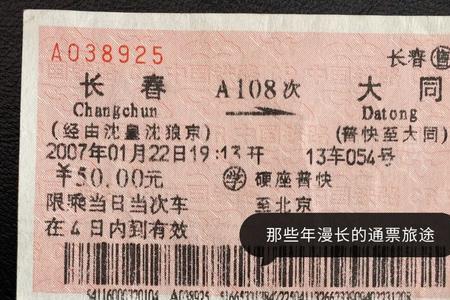 A038925 长春售
长春 A108次 大同
Changchun Datong
(经由沈皇沈狼京) (普快至大同)
2007年01月22日19:13开 13车054号
¥50.00元 学 硬座普快
限乘当日当次车 至北京
在4日内到有效
那些年漫长的通票旅途